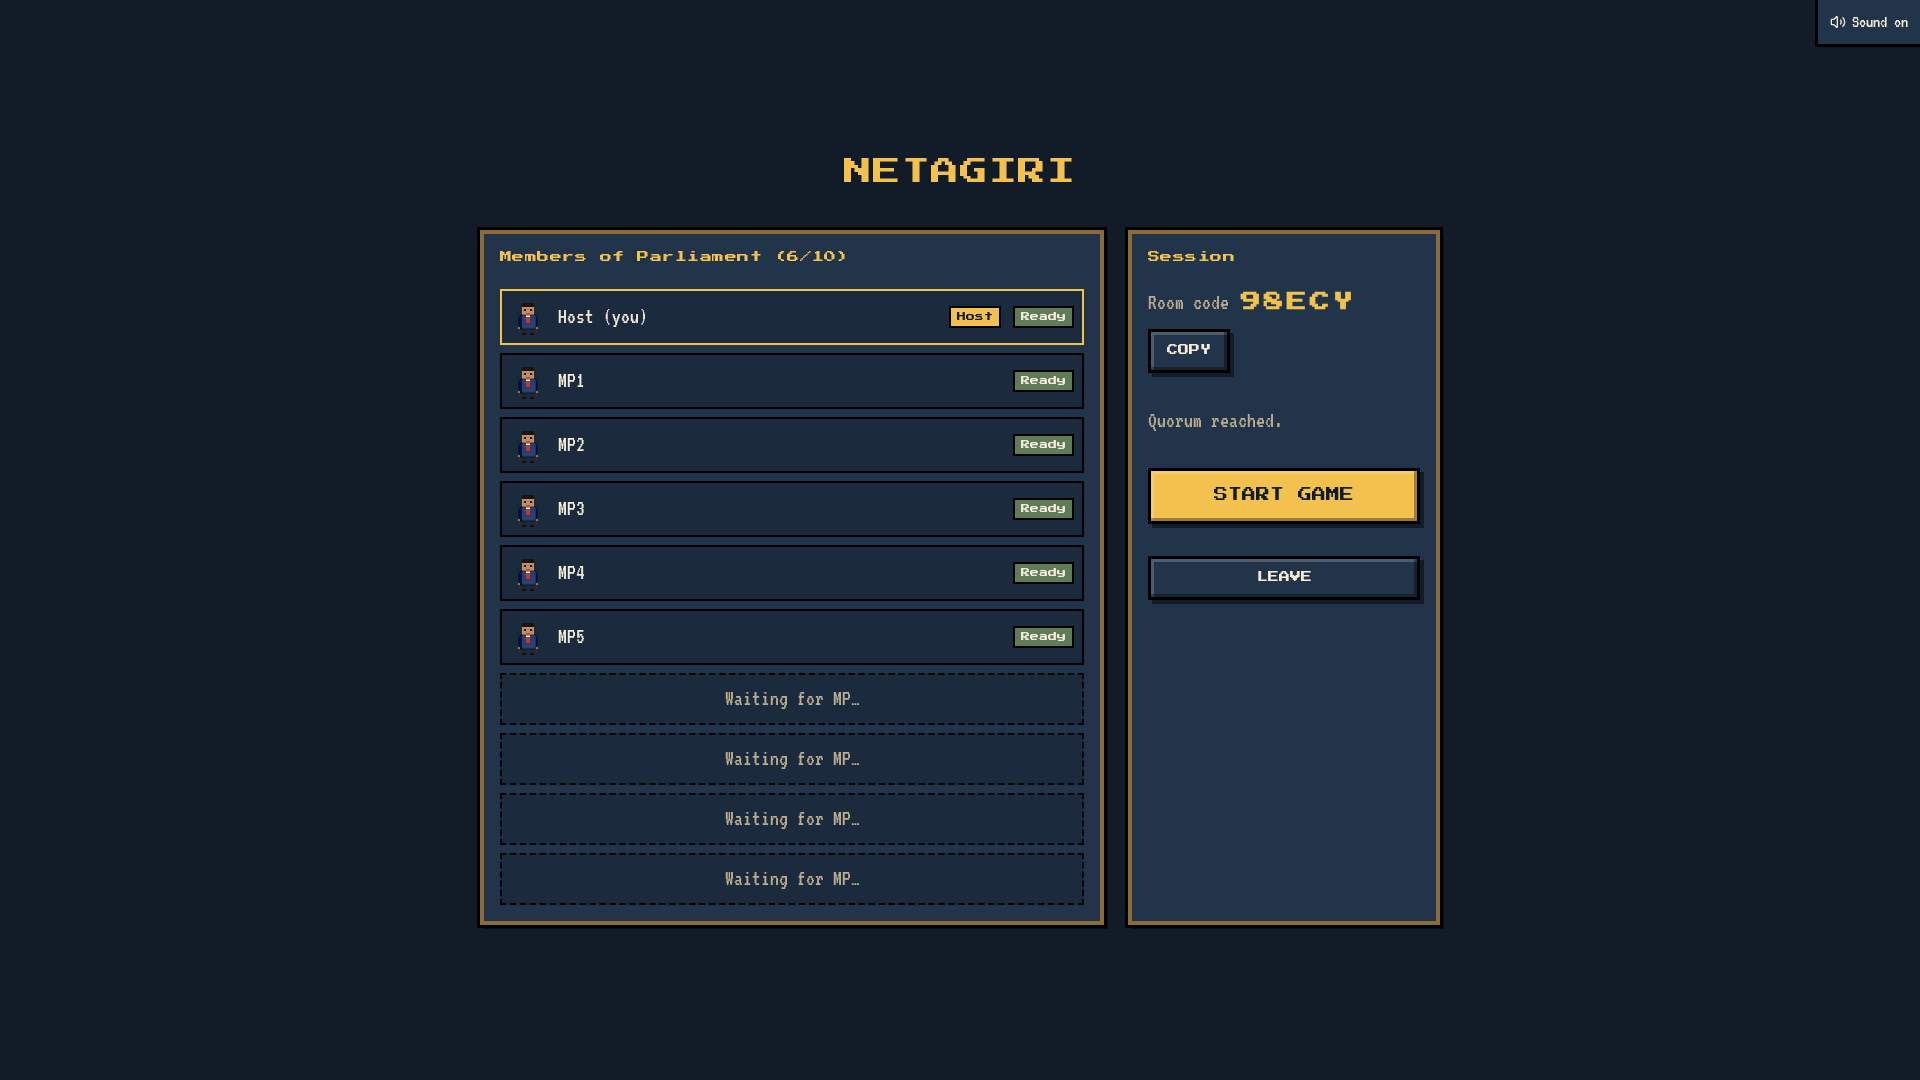 Sound on
NETAGIRI
Members of Parliament (6/10)
Host (you) Host Ready
MP1 Ready
MP2 Ready
MP3 Ready
MP4 Ready
MP5 Ready
Waiting for MP…
Waiting for MP…
Waiting for MP…
Waiting for MP…
Session
Room code 98ECY
COPY
Quorum reached.
START GAME
LEAVE